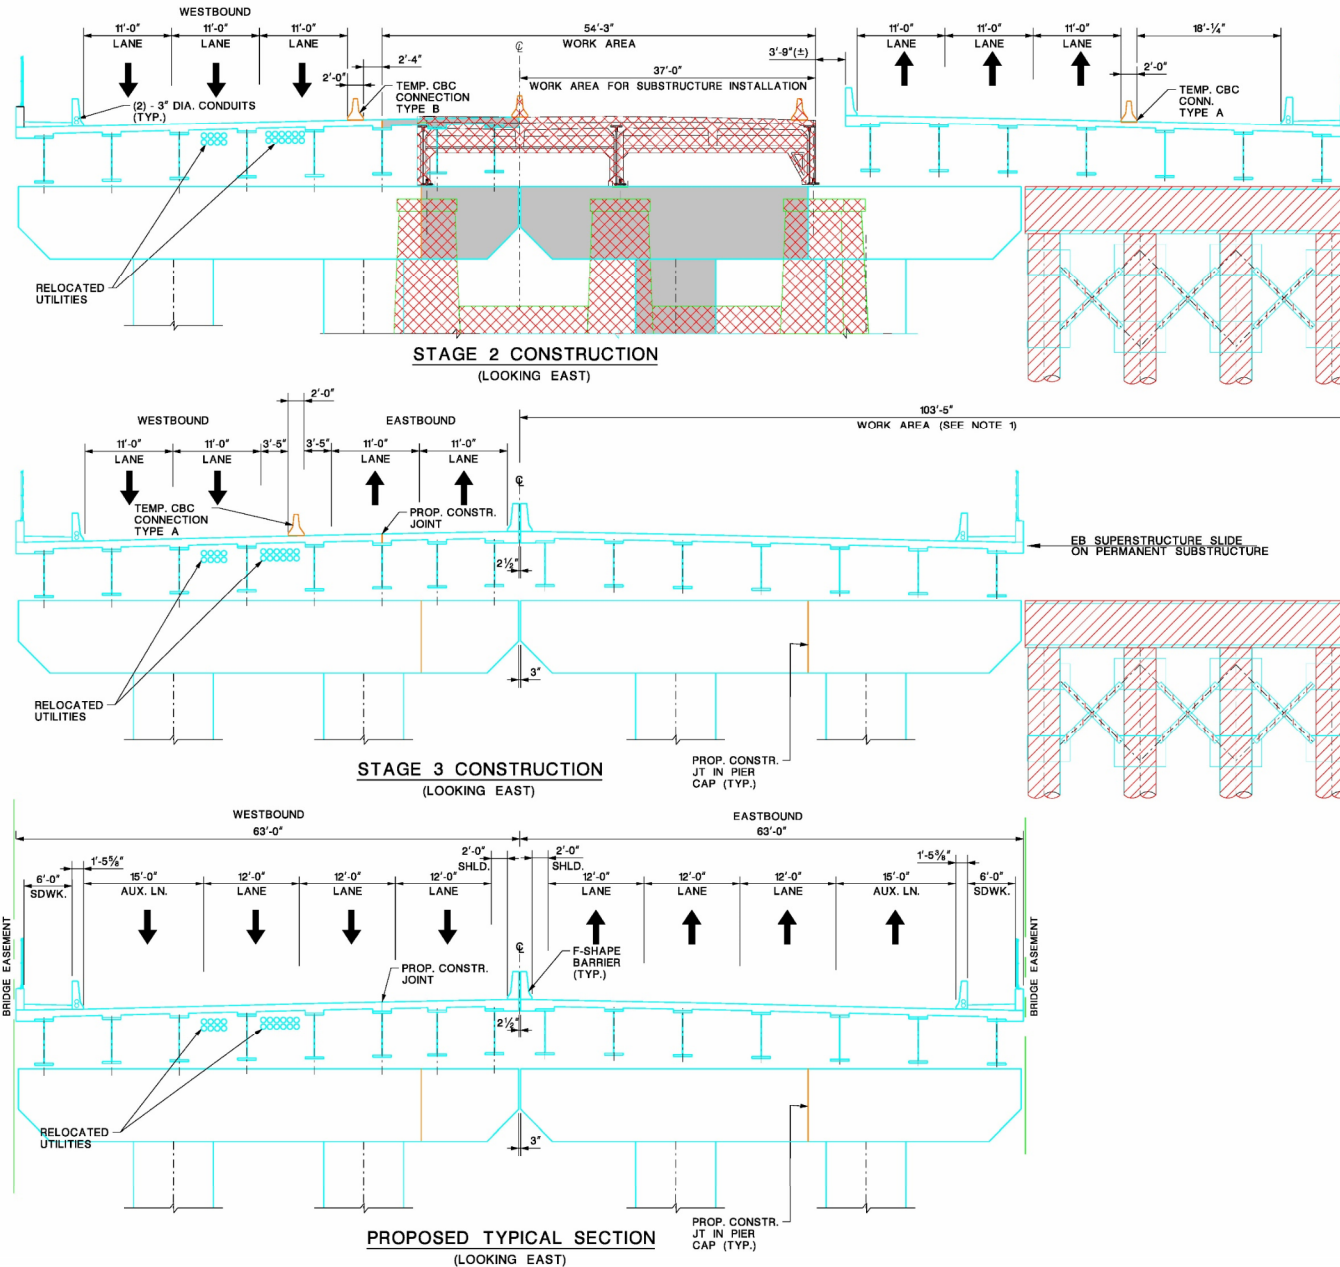 WESTBOUND
11'-0" 11'-0" 11'-0" 54'-3" 11'-0" 11'-0" 11'-0" 18'-¼"
LANE LANE LANE WORK AREA LANE LANE LANE
℄
2'-4" 3'-9"(±)
2'-0" 37'-0" 2'-0"
WORK AREA FOR SUBSTRUCTURE INSTALLATION
TEMP. CBC
CONNECTION
TYPE B
TEMP. CBC
CONN.
TYPE A
(2) - 3" DIA. CONDUITS
(TYP.)
RELOCATED
UTILITIES
STAGE 2 CONSTRUCTION
(LOOKING EAST)
2'-0"
103'-5"
WORK AREA (SEE NOTE 1)
WESTBOUND EASTBOUND
11'-0" 11'-0" 3'-5" 3'-5" 11'-0" 11'-0"
LANE LANE LANE LANE
℄
TEMP. CBC
CONNECTION
TYPE A
PROP. CONSTR.
JOINT
EB SUPERSTRUCTURE SLIDE
ON PERMANENT SUBSTRUCTURE
2½"
3"
RELOCATED
UTILITIES
PROP. CONSTR.
JT IN PIER
CAP (TYP.)
STAGE 3 CONSTRUCTION
(LOOKING EAST)
WESTBOUND EASTBOUND
63'-0" 63'-0"
1'-5⅝" 2'-0" 2'-0" 1'-5⅜"
SHLD. SHLD.
6'-0" 15'-0" 12'-0" 12'-0" 12'-0" 12'-0" 12'-0" 12'-0" 15'-0" 6'-0"
SDWK. AUX. LN. LANE LANE LANE LANE LANE LANE AUX. LN. SDWK.
BRIDGE EASEMENT
BRIDGE EASEMENT
℄
F-SHAPE
BARRIER
(TYP.)
PROP. CONSTR.
JOINT
2½"
3"
RELOCATED
UTILITIES
PROP. CONSTR.
JT IN PIER
CAP (TYP.)
PROPOSED TYPICAL SECTION
(LOOKING EAST)